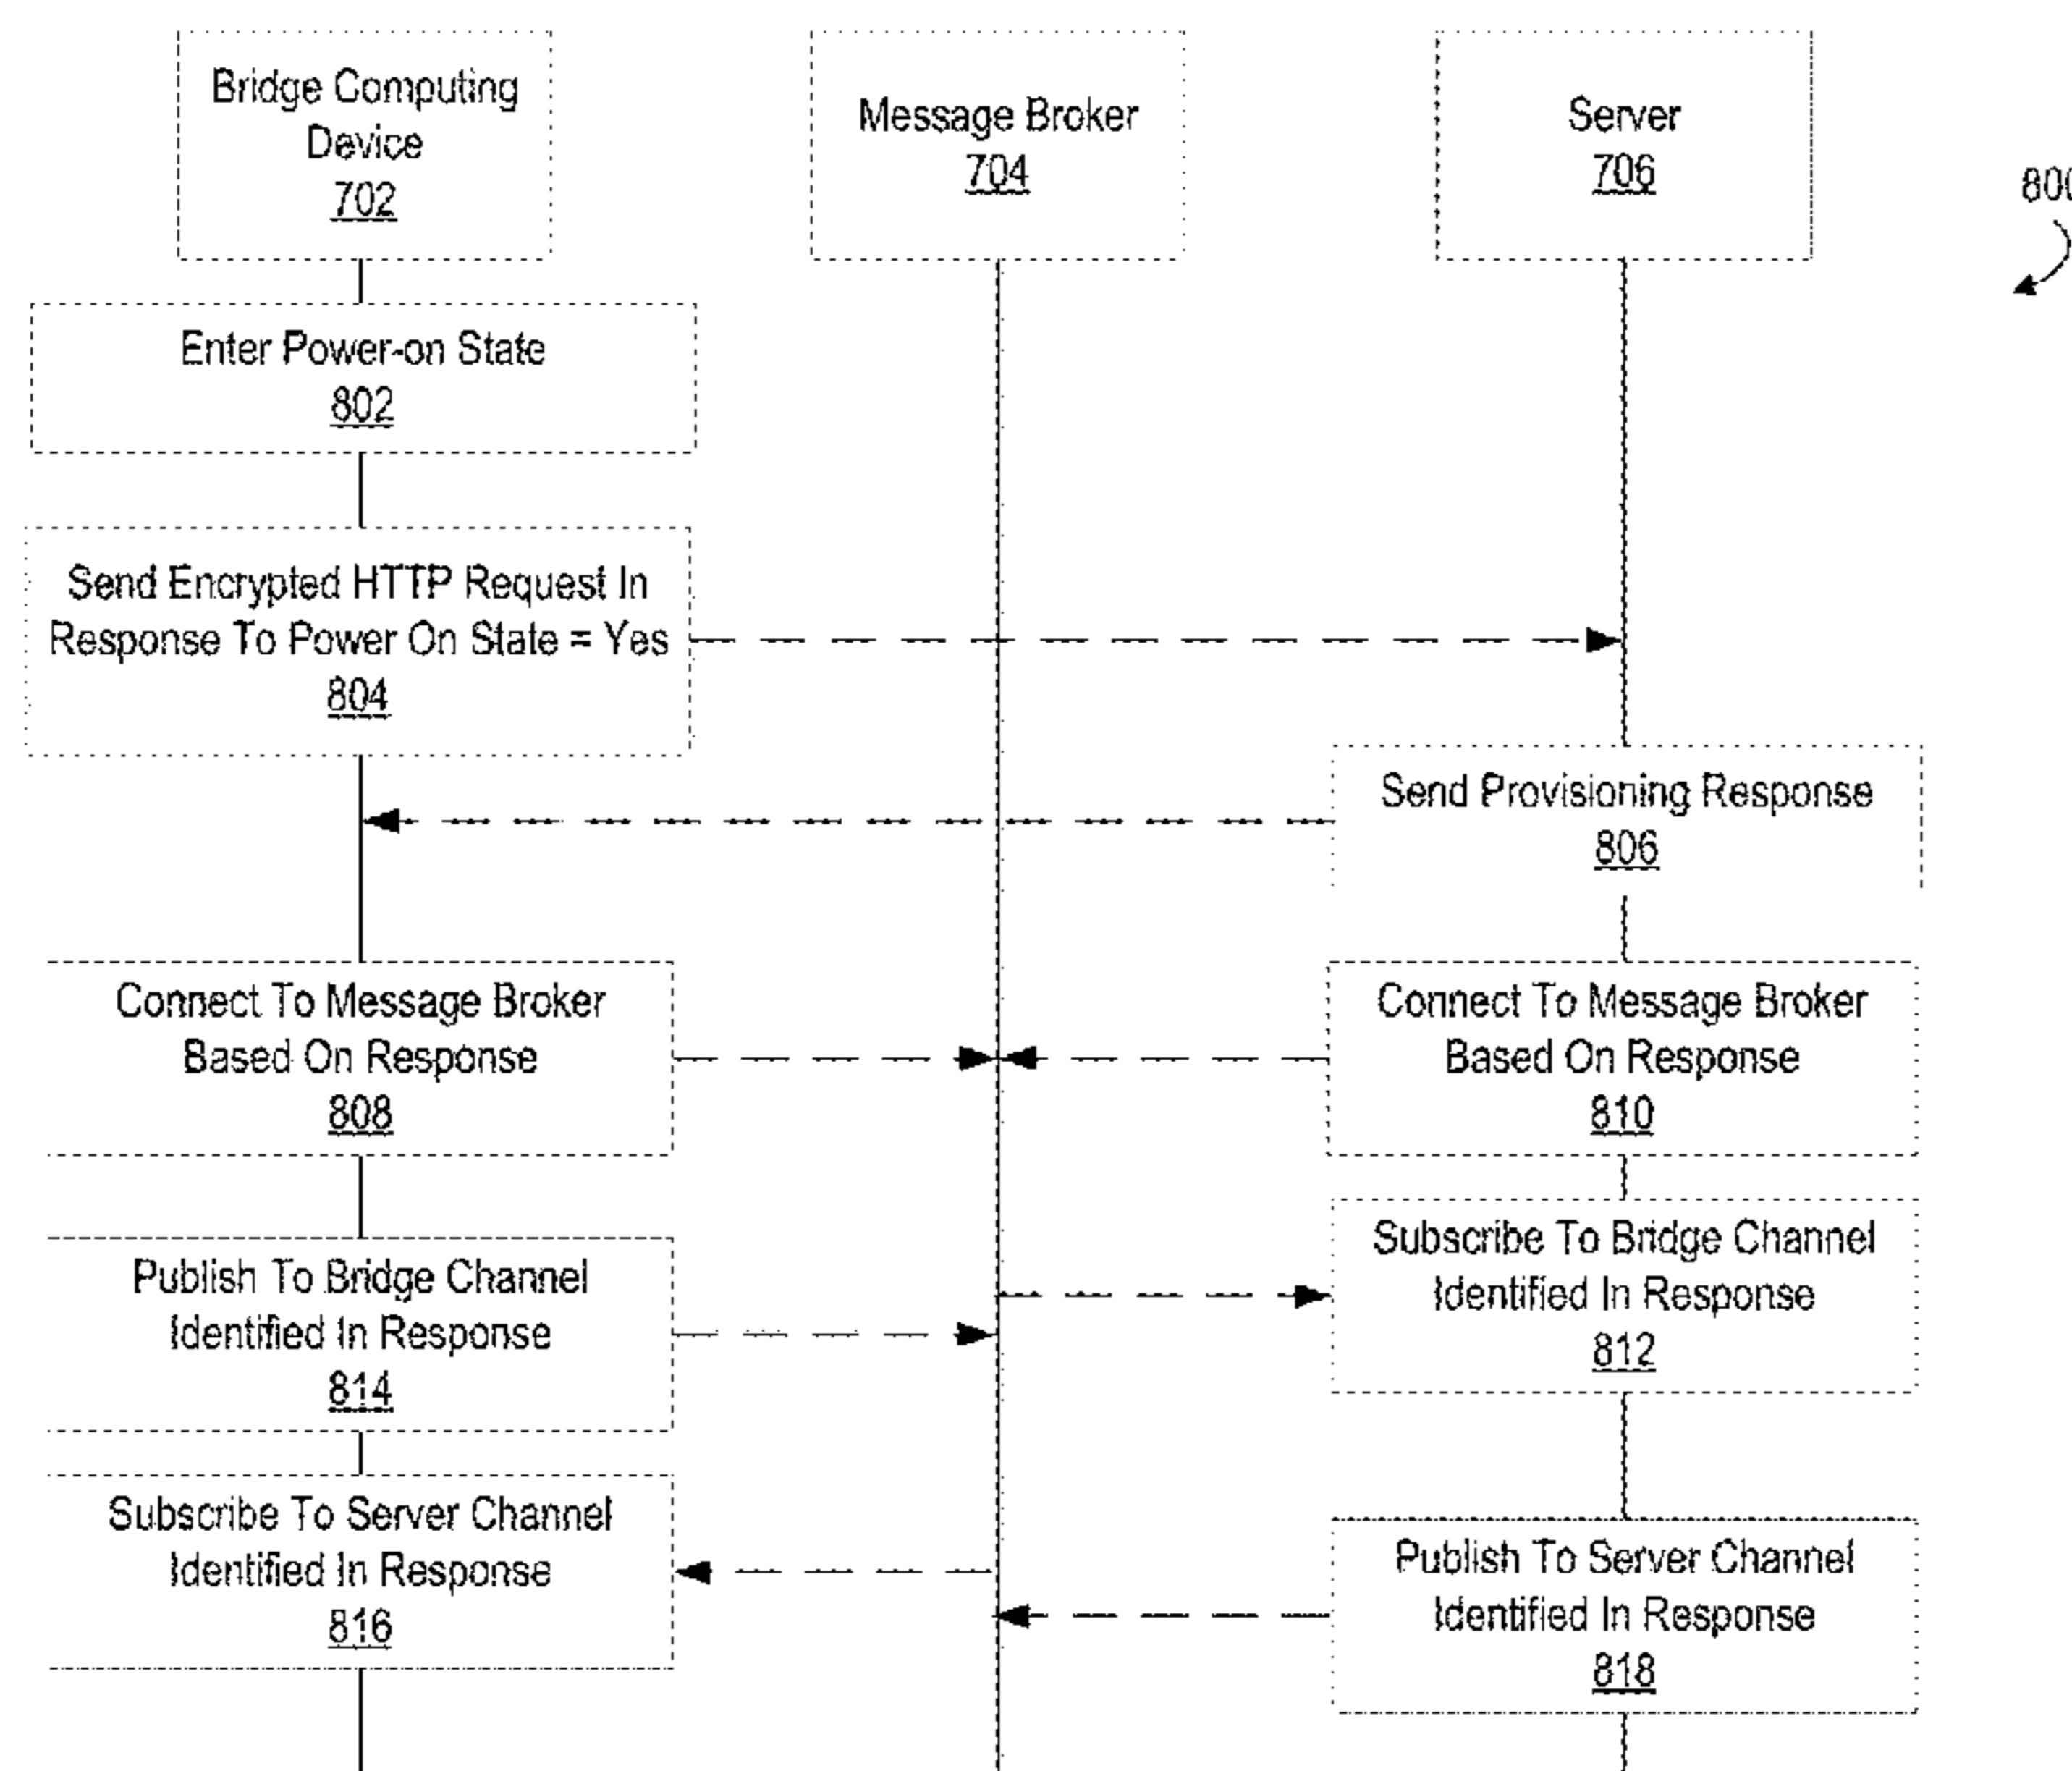 Bridge Computing
Device
702
Message Broker
704
Server
706
800
Enter Power-on State
802
Send Encrypted HTTP Request In
Response To Power On State = Yes
804
Send Provisioning Response
806
Connect To Message Broker
Based On Response
808
Connect To Message Broker
Based On Response
810
Subscribe To Bridge Channel
Identified In Response
812
Publish To Bridge Channel
Identified In Response
814
Subscribe To Server Channel
Identified In Response
816
Publish To Server Channel
Identified In Response
818